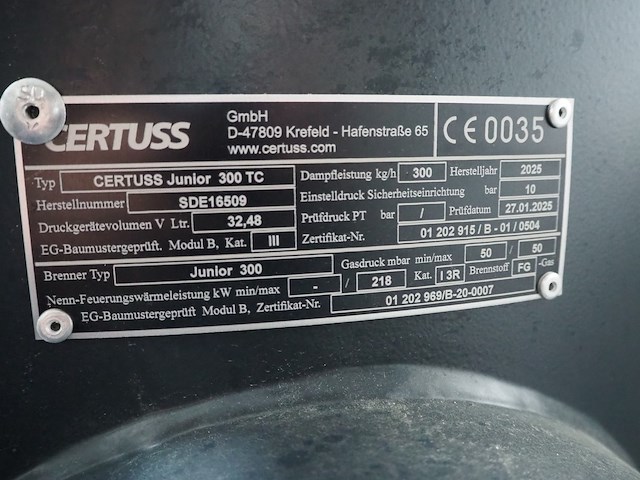 CERTUSS
GmbH
D-47809 Krefeld - Hafenstraße 65
www.certuss.com
CE 0035
Typ CERTUSS Junior 300 TC
Herstellnummer SDE16509
Druckgerätevolumen V Ltr. 32,48
EG-Baumustergeprüft. Modul B, Kat. III
Dampfleistung kg/h 300 Herstelljahr 2025
Einstelldruck Sicherheitseinrichtung bar 10
Prüfdruck PT bar / Prüfdatum 27.01.2025
Zertifikat-Nr. 01 202 915 / B - 01 / 0504
Brenner Typ Junior 300 Gasdruck mbar min/max 50 / 50
Nenn-Feuerungswärmeleistung kW min/max - / 218 Kat. I 3R Brennstoff FG -Gas
EG-Baumustergeprüft Modul B, Zertifikat-Nr. 01 202 969/B-20-0007